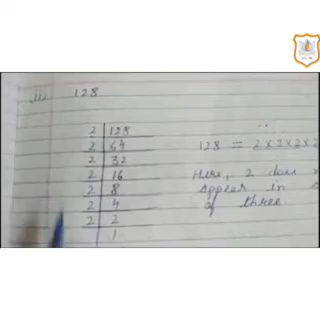 iii) 128
2 | 128
2 | 64
2 | 32
2 | 16
2 | 8
2 | 4
2 | 2
1
128 = 2 x 2 x 2 x 2
Here, 2 does
appear in
of three.